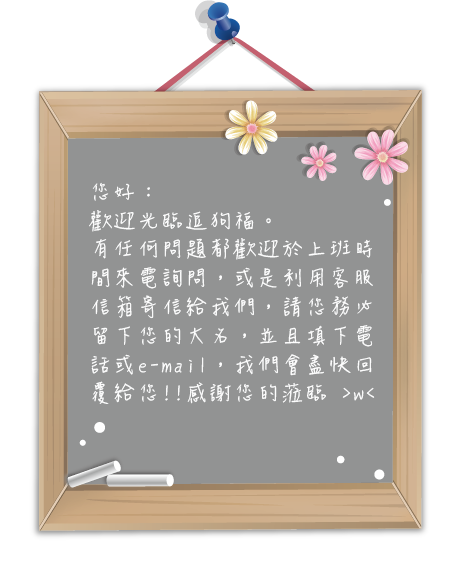 您好：
歡迎光臨逗狗福。
有任何問題都歡迎於上班時
間來電詢問，或是利用客服
信箱寄信給我們，請您務必
留下您的大名，並且填下電
話或e-mail，我們會盡快回
覆給您!!感謝您的蒞臨 >w<